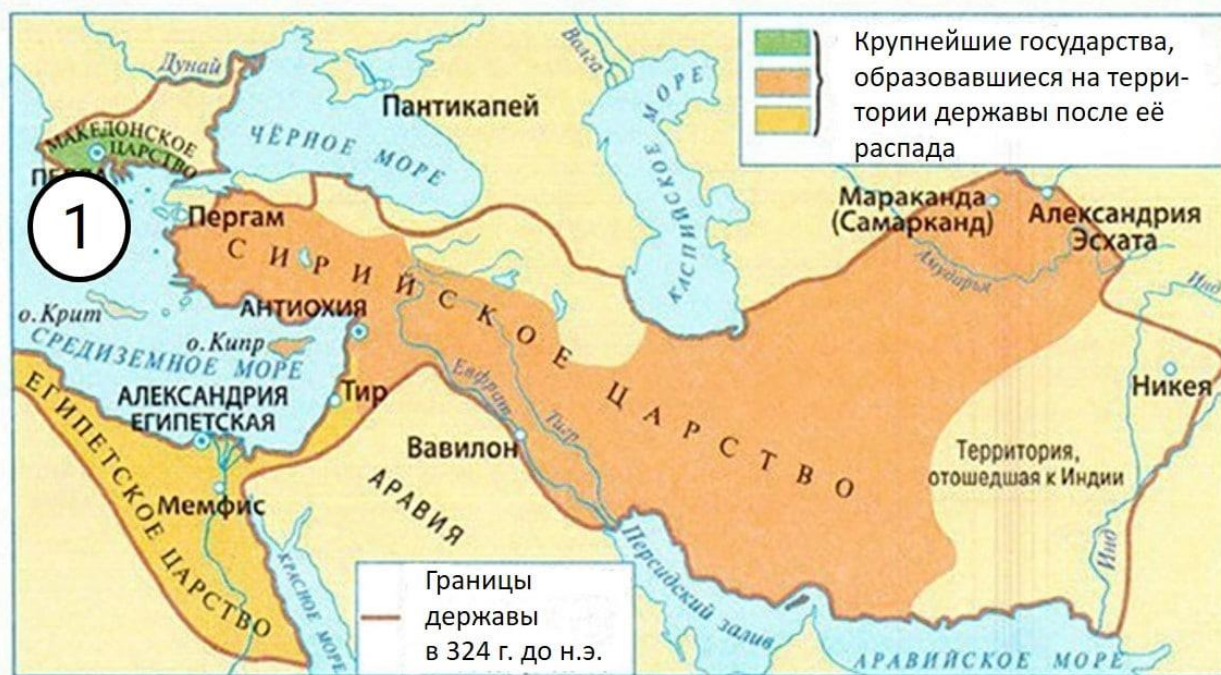 Дунай
Волга
Крупнейшие государства,
образовавшиеся на терри-
тории державы после её
распада
Пантикапей
МАКЕДОНСКОЕ
ЦАРСТВО
ЧЁРНОЕ МОРЕ
КАСПИЙСКОЕ МОРЕ
1
Пергам
Мараканда
(Самарканд)
Александрия
Эсхата
Амударья
Инд
СИРИЙСКОЕ ЦАРСТВО
АНТИОХИЯ
о.Крит
о.Кипр
СРЕДИЗЕМНОЕ МОРЕ
Тир
Евфрат
Тигр
Никея
АЛЕКСАНДРИЯ
ЕГИПЕТСКАЯ
Вавилон
Территория,
отошедшая к Индии
ЕГИПЕТСКОЕ ЦАРСТВО
Мемфис
АРАВИЯ
Инд
КРАСНОЕ МОРЕ
Персидский залив
Границы
державы
в 324 г. до н.э.
АРАВИЙСКОЕ МОРЕ